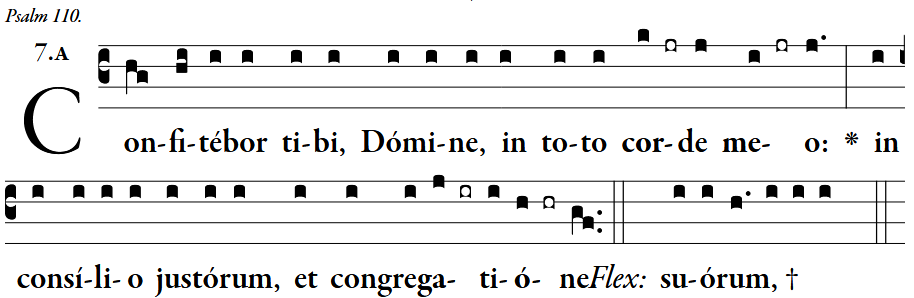 Psalm 110.
7.A
Con-fi-tébor ti-bi, Dómi-ne, in to-to cor-de me- o: * in
consí-li-o justórum, et congrega- ti-ó- neFlex: su-órum, †